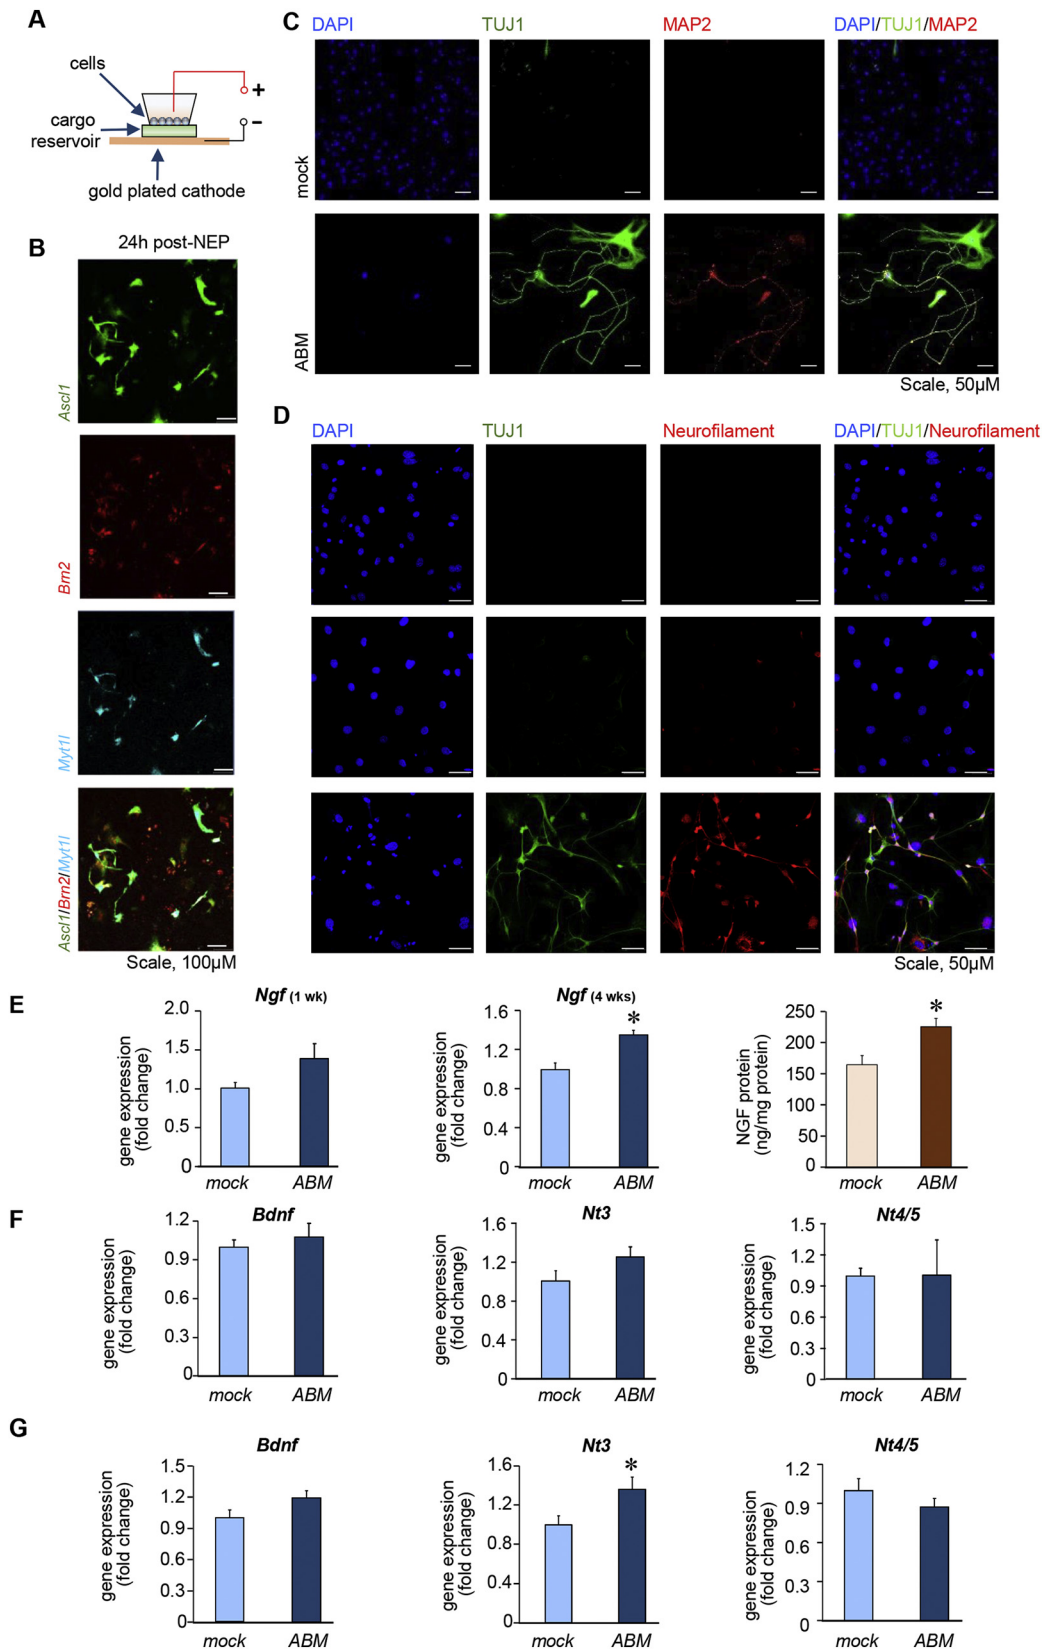 A
cells
cargo
reservoir
gold plated cathode
+
−
B
24h post-NEP
Ascl1
Brn2
Myt1l
Ascl1/Brn2/Myt1l
Scale, 100μM
C
DAPI TUJ1 MAP2 DAPI/TUJ1/MAP2
mock
ABM
Scale, 50μM
D
DAPI TUJ1 Neurofilament DAPI/TUJ1/Neurofilament
Scale, 50μM
E
Ngf (1 wk)
gene expression
(fold change)
2.0
1.5
1.0
0.5
0
mock ABM
Ngf (4 wks)
gene expression
(fold change)
1.6
1.2
0.8
0.4
0
*
mock ABM
NGF protein
(ng/mg protein)
250
200
150
100
50
0
*
mock ABM
F
Bdnf
gene expression
(fold change)
1.2
0.9
0.6
0.3
0
mock ABM
Nt3
gene expression
(fold change)
1.6
1.2
0.4
0
mock ABM
Nt4/5
gene expression
(fold change)
1.5
1.2
0.9
0.6
0.3
0
mock ABM
G
Bdnf
gene expression
(fold change)
1.5
1.2
0.9
0.6
0.3
0
mock ABM
Nt3
gene expression
(fold change)
1.6
1.2
0.8
0.4
0
*
mock ABM
Nt4/5
gene expression
(fold change)
1.2
0.9
0.6
0.3
0
mock ABM